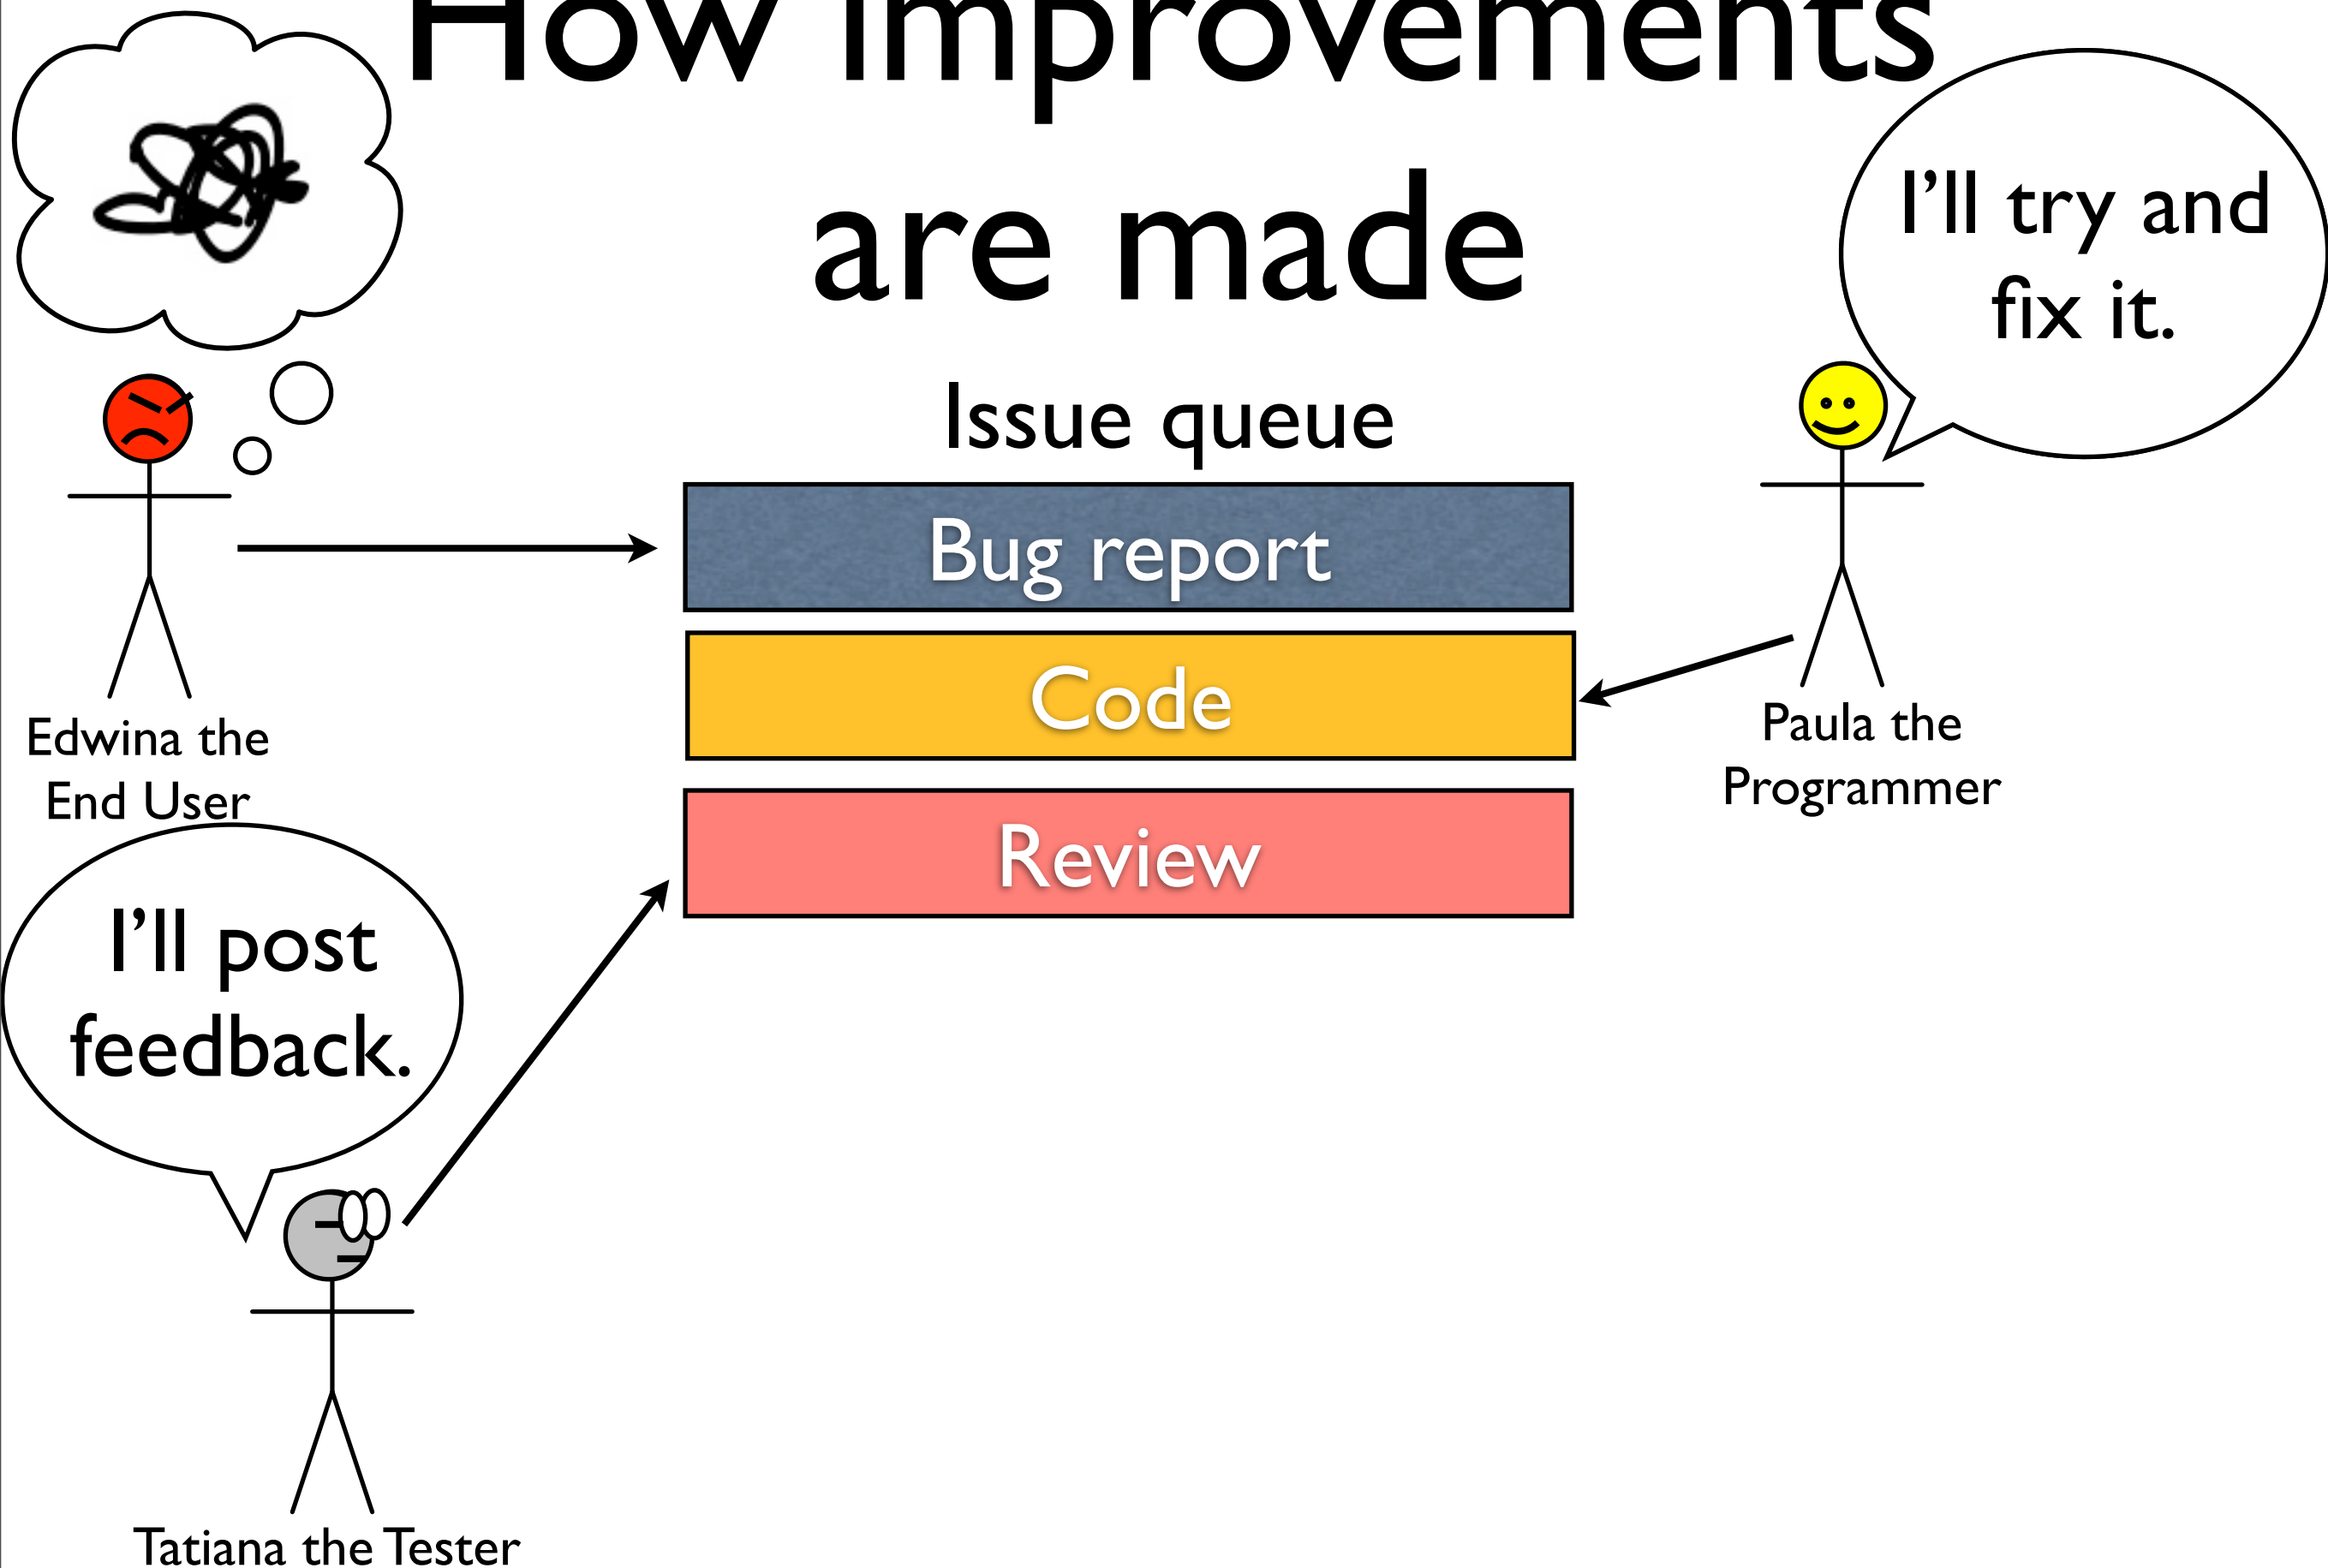 How improvements
are made
I’ll try and
fix it.
Issue queue
Bug report
Code
Review
Edwina the
End User
Paula the
Programmer
I’ll post
feedback.
Tatiana the Tester